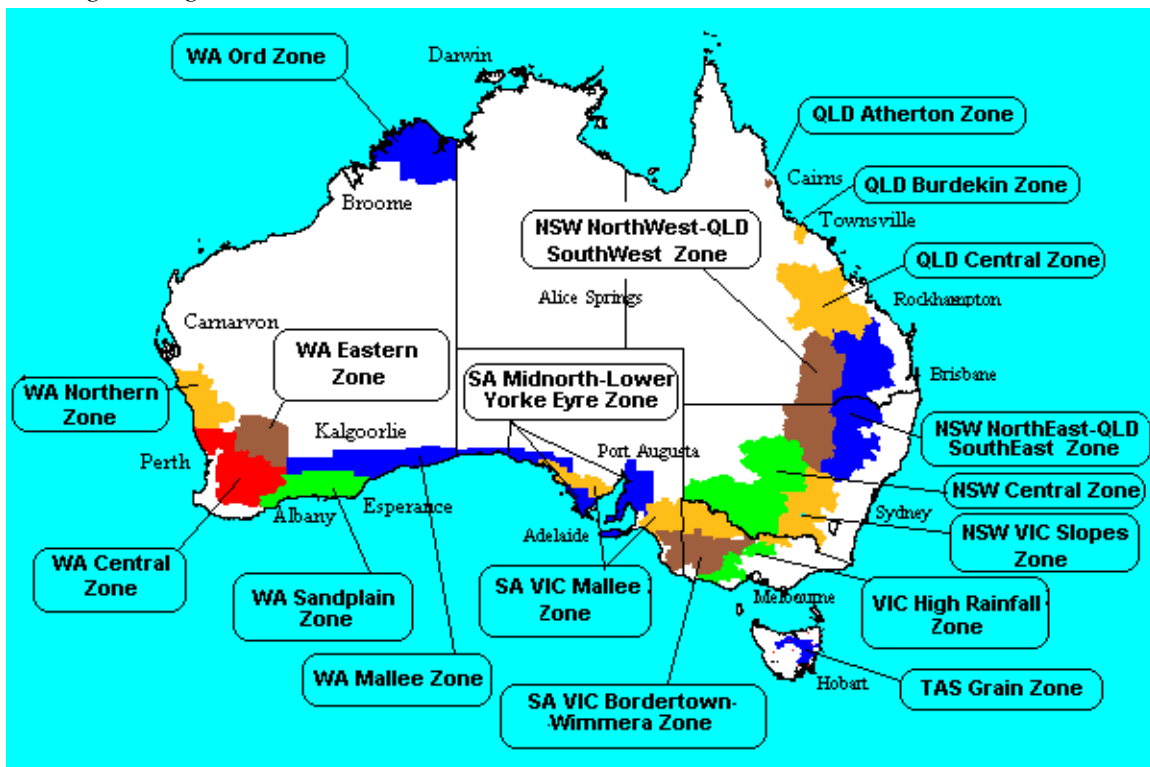 WA Ord Zone
Darwin
QLD Atherton Zone
Cairns
QLD Burdekin Zone
Broome
Townsville
NSW NorthWest-QLD
SouthWest Zone
QLD Central Zone
Alice Springs
Rockhampton
Carnarvon
WA Eastern
Zone
SA Midnorth-Lower
Yorke Eyre Zone
Brisbane
WA Northern
Zone
Kalgoorlie
Port Augusta
NSW NorthEast-QLD
SouthEast Zone
Perth
NSW Central Zone
Esperance
Albany
Sydney
Adelaide
NSW VIC Slopes
Zone
WA Central
Zone
WA Sandplain
Zone
SA VIC Mallee
Zone
Melbourne
VIC High Rainfall
Zone
WA Mallee Zone
Hobart
TAS Grain Zone
SA VIC Bordertown-
Wimmera Zone